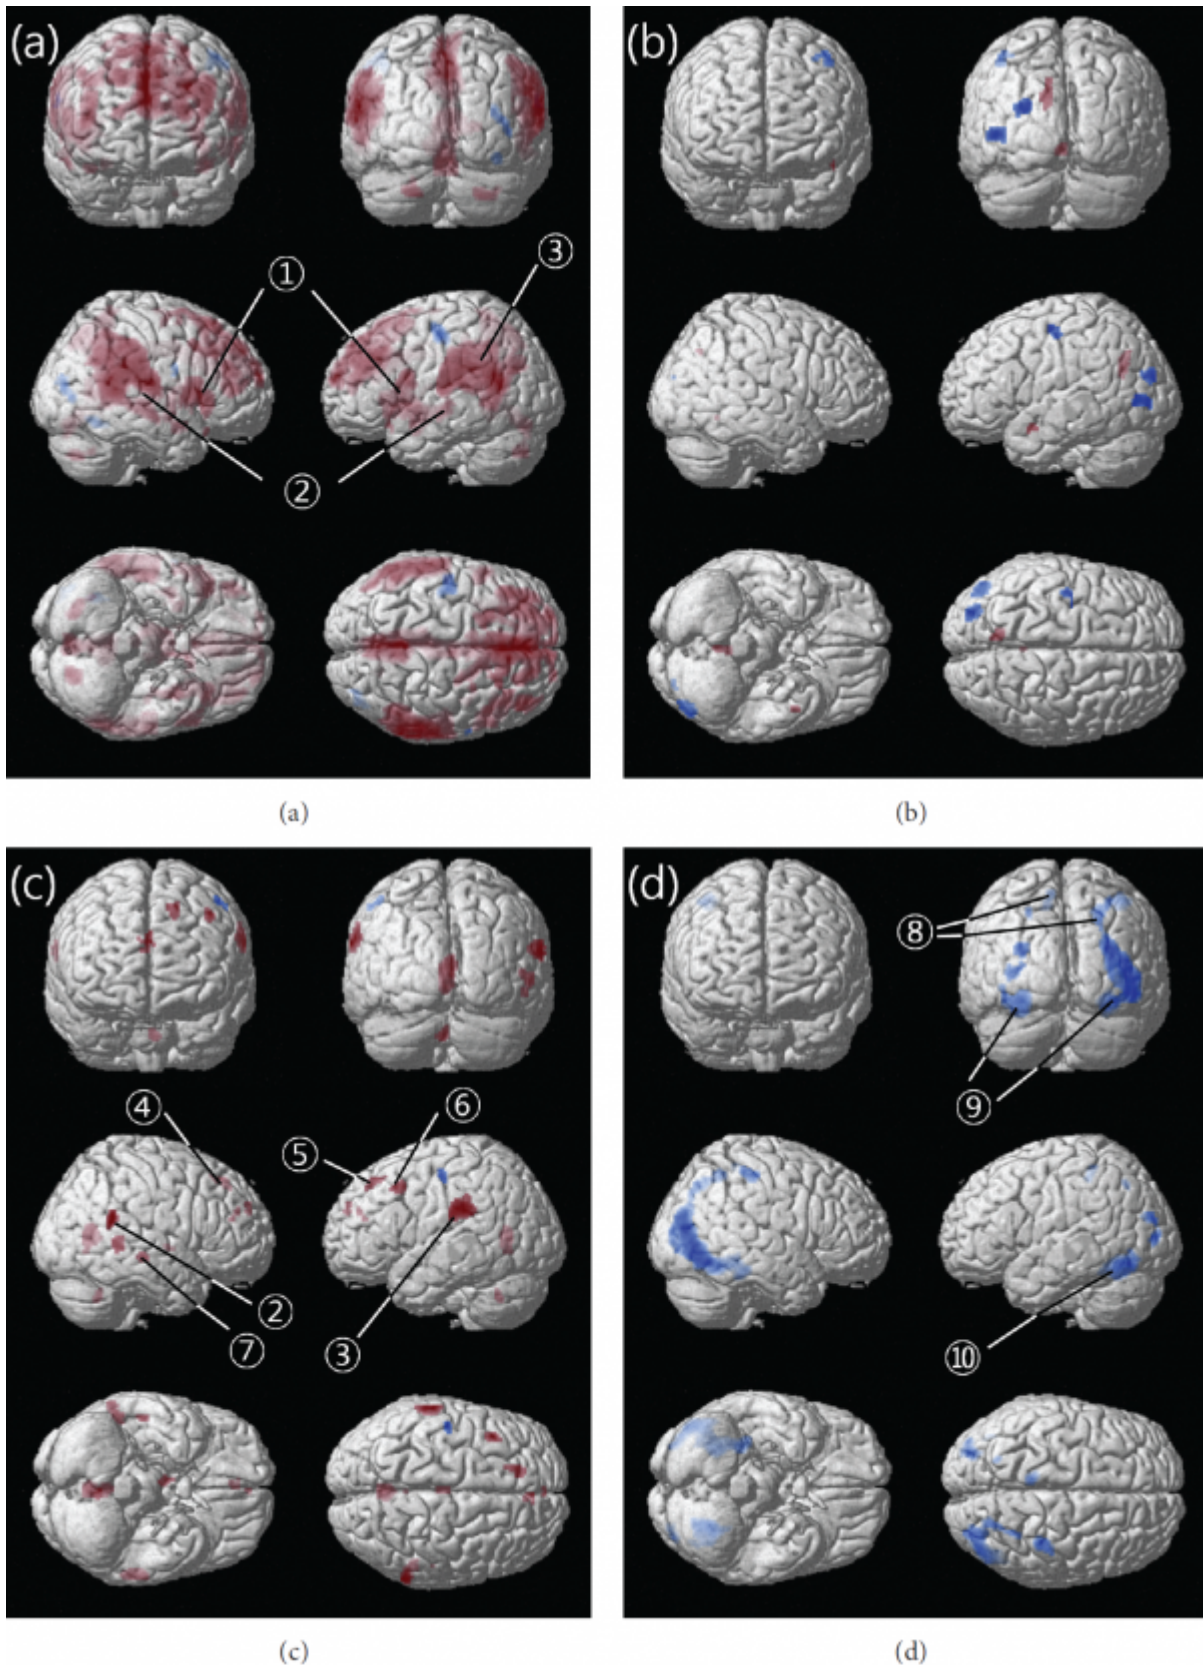 (a) (b)
③
①
②
(a) (b)
(c) (d)
⑧
⑨
④ ⑥
⑤
②
⑦ ③ ⑩
(c) (d)